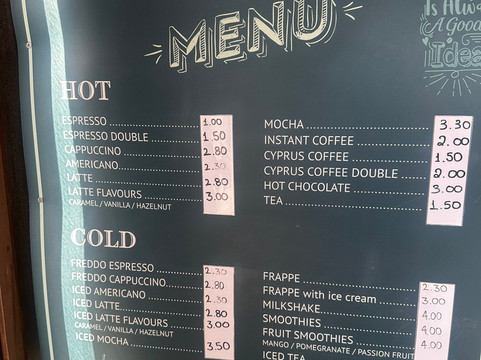 MENU
Is Alwa
A Good
Idea
HOT
ESPRESSO 1.00
ESPRESSO DOUBLE 1.50
CAPPUCCINO 2.80
AMERICANO 2.30
LATTE 2.80
LATTE FLAVOURS 3.00
CARAMEL / VANILLA / HAZELNUT
MOCHA 3.30
INSTANT COFFEE 2.00
CYPRUS COFFEE 1.50
CYPRUS COFFEE DOUBLE 2.00
HOT CHOCOLATE 3.00
TEA 1.50
COLD
FREDDO ESPRESSO 2.30
FREDDO CAPPUCCINO 2.80
ICED AMERICANO 2.30
ICED LATTE 2.80
ICED LATTE FLAVOURS 3.00
CARAMEL / VANILLA / HAZELNUT
ICED MOCHA 3.50
FRAPPE 2.30
FRAPPE with ice cream 3.00
MILKSHAKE 4.00
SMOOTHIES 4.00
FRUIT SMOOTHIES 4.00
MANGO / POMEGRANATE / PASSION FRUIT
ICED TEA